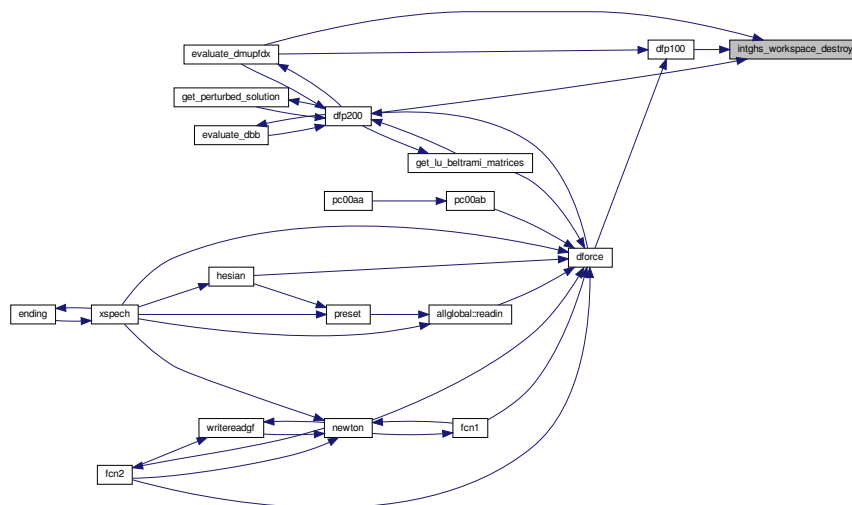 evaluate_dmupfdx
dfp100
intghs_workspace_destroy
get_perturbed_solution
dfp200
evaluate_dbb
get_lu_beltrami_matrices
pc00aa
pc00ab
dforce
hesian
ending
xspech
preset
allglobal::readin
writereadgf
newton
fcn1
fcn2